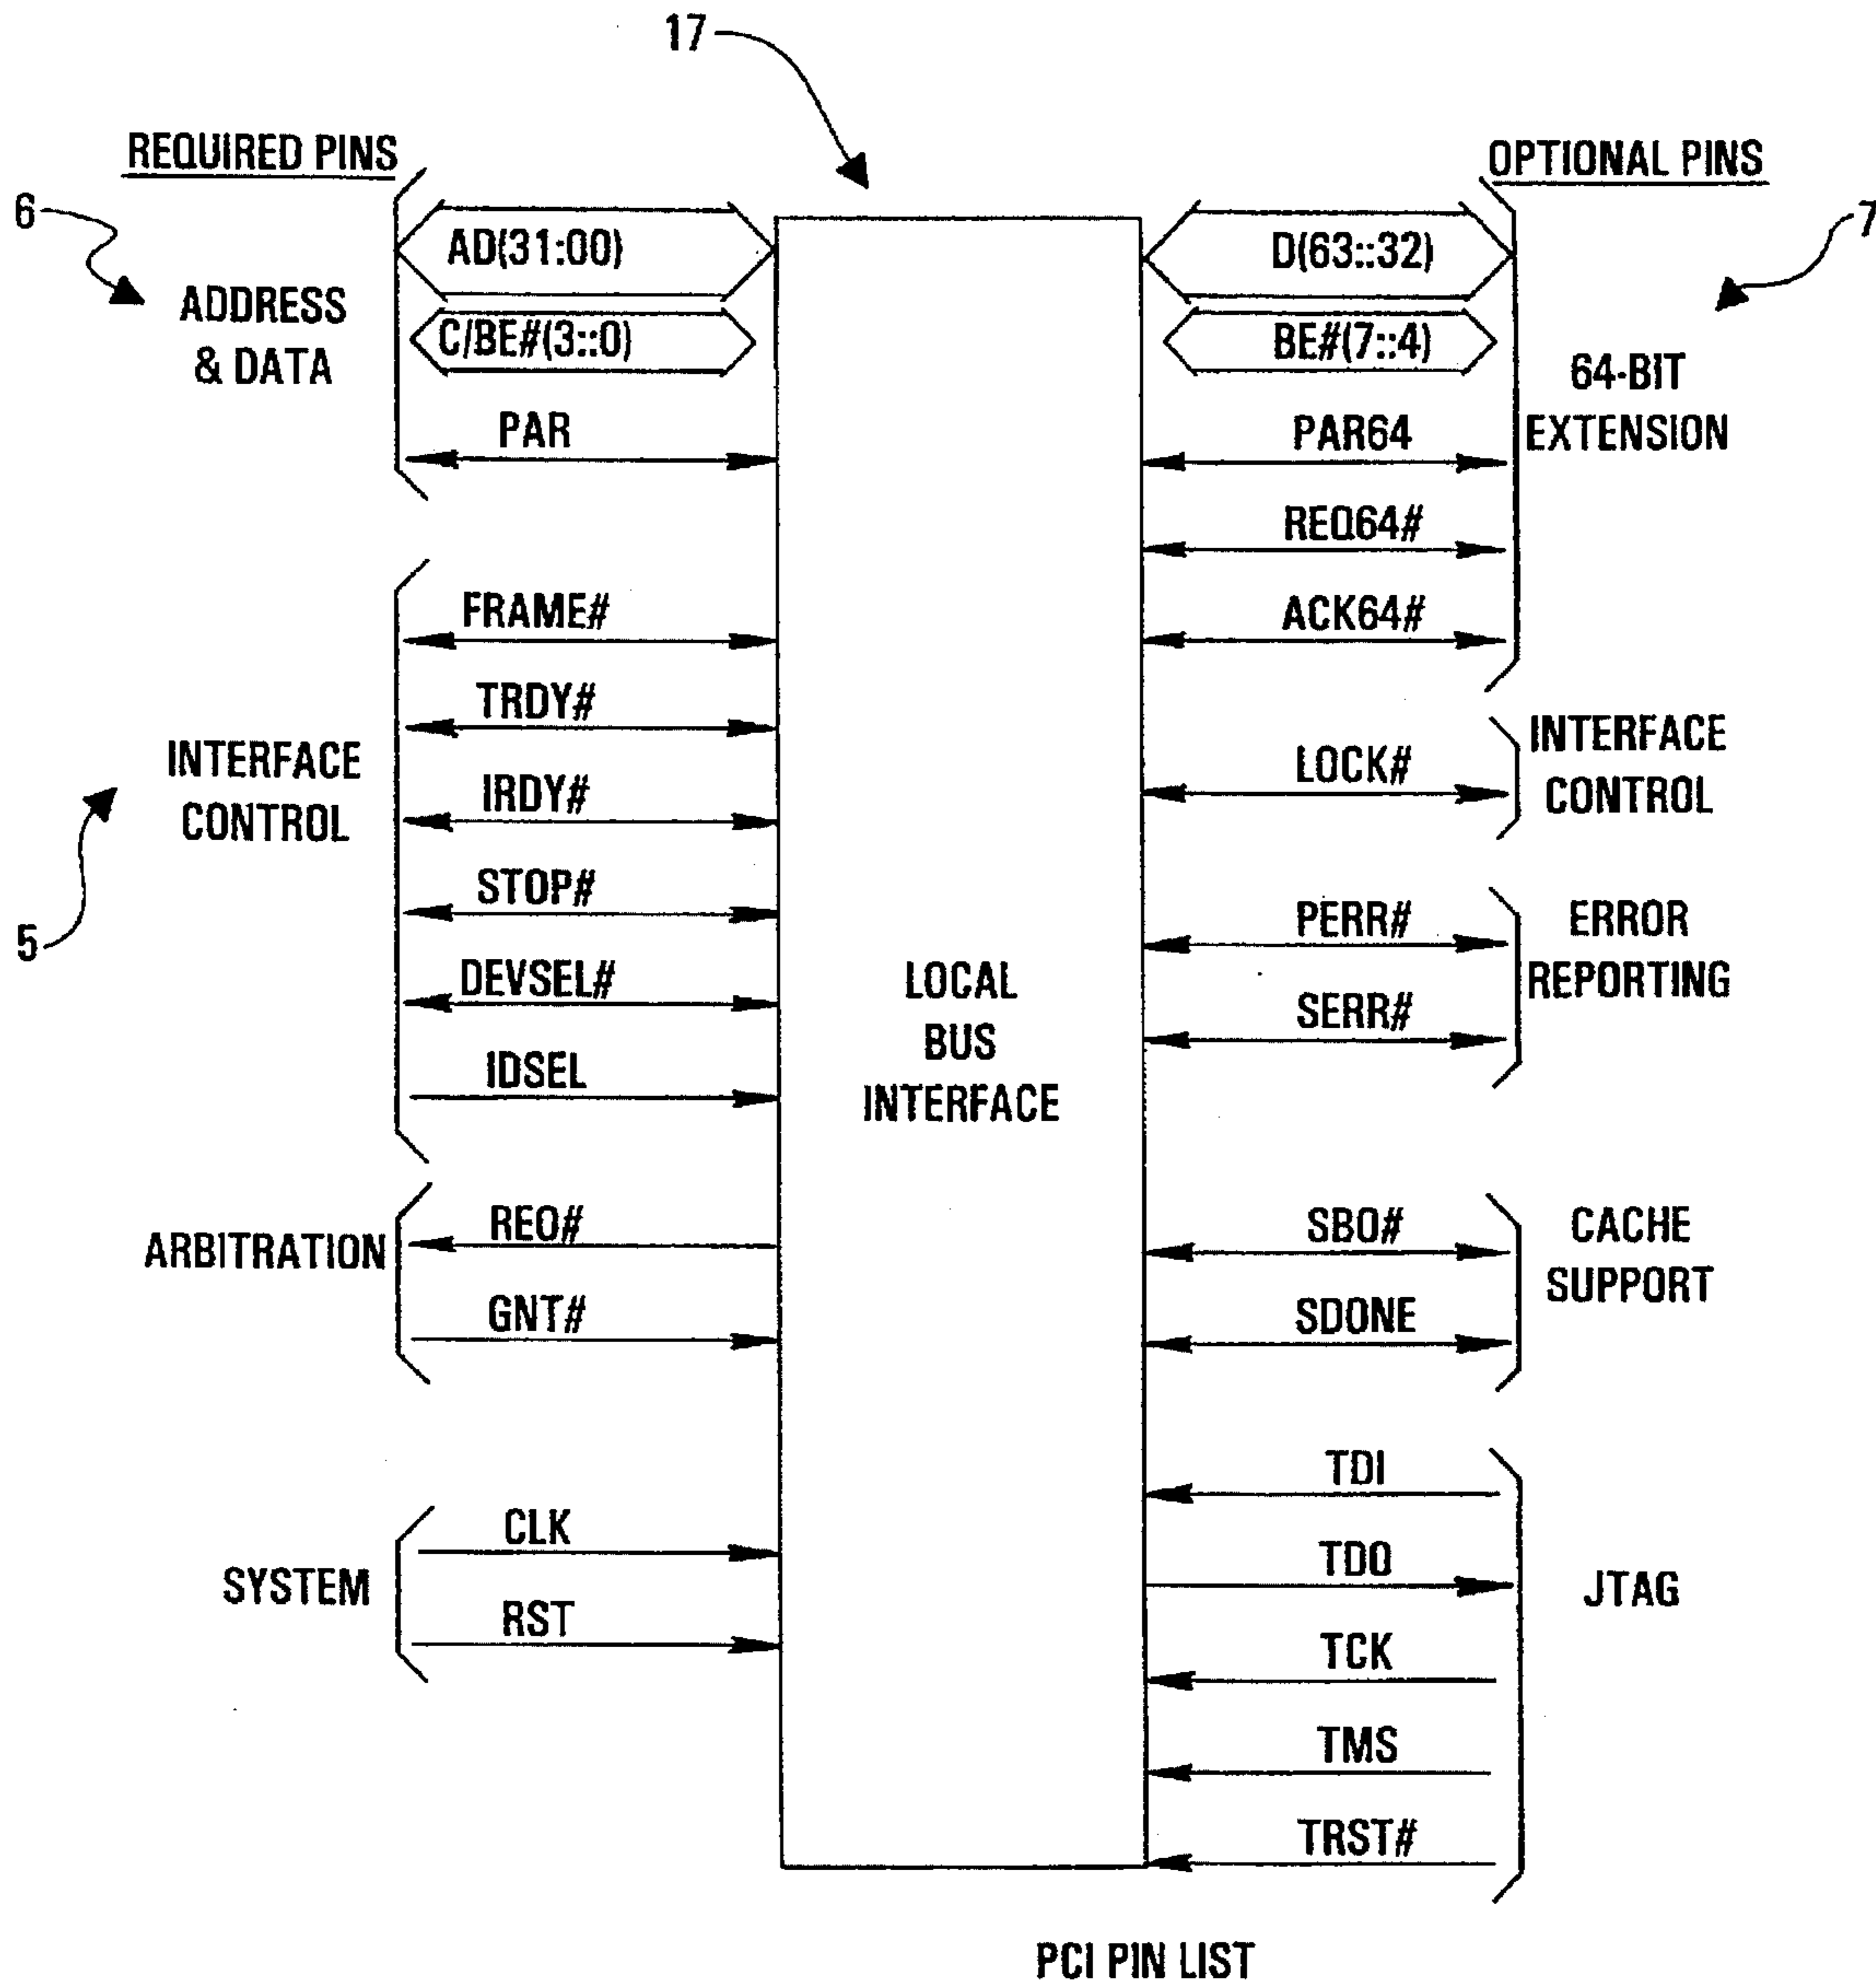 17
REQUIRED PINS
6
AD(31:00)
ADDRESS
& DATA
C/BE#(3::0)
PAR
FRAME#
TRDY#
INTERFACE
CONTROL
IRDY#
STOP#
5
DEVSEL#
IDSEL
REO#
ARBITRATION
GNT#
CLK
SYSTEM
RST
LOCAL
BUS
INTERFACE
OPTIONAL PINS
7
D(63::32)
BE#(7::4)
64-BIT
EXTENSION
PAR64
REQ64#
ACK64#
LOCK#
INTERFACE
CONTROL
PERR#
ERROR
REPORTING
SERR#
SBO#
CACHE
SUPPORT
SDONE
TDI
TDO
JTAG
TCK
TMS
TRST#
PCI PIN LIST